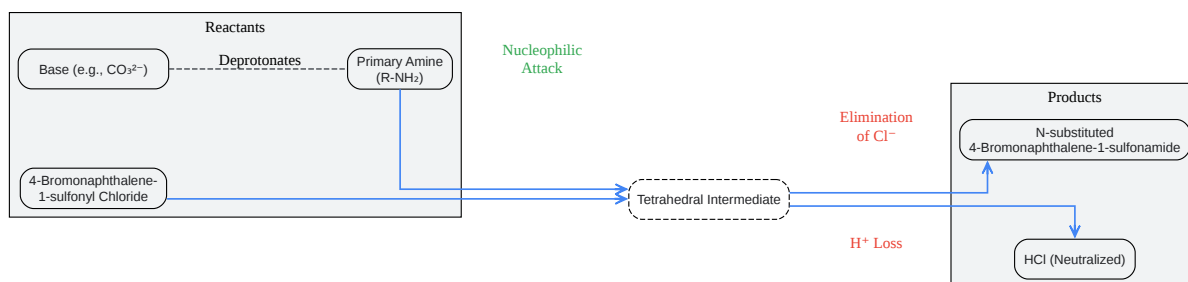 Reactants
Base (e.g., CO₃²⁻)
Deprotonates
Primary Amine
(R-NH₂)
4-Bromonaphthalene-
1-sulfonyl Chloride
Nucleophilic
Attack
Tetrahedral Intermediate
Elimination
of Cl⁻
H⁺ Loss
Products
N-substituted
4-Bromonaphthalene-1-sulfonamide
HCl (Neutralized)